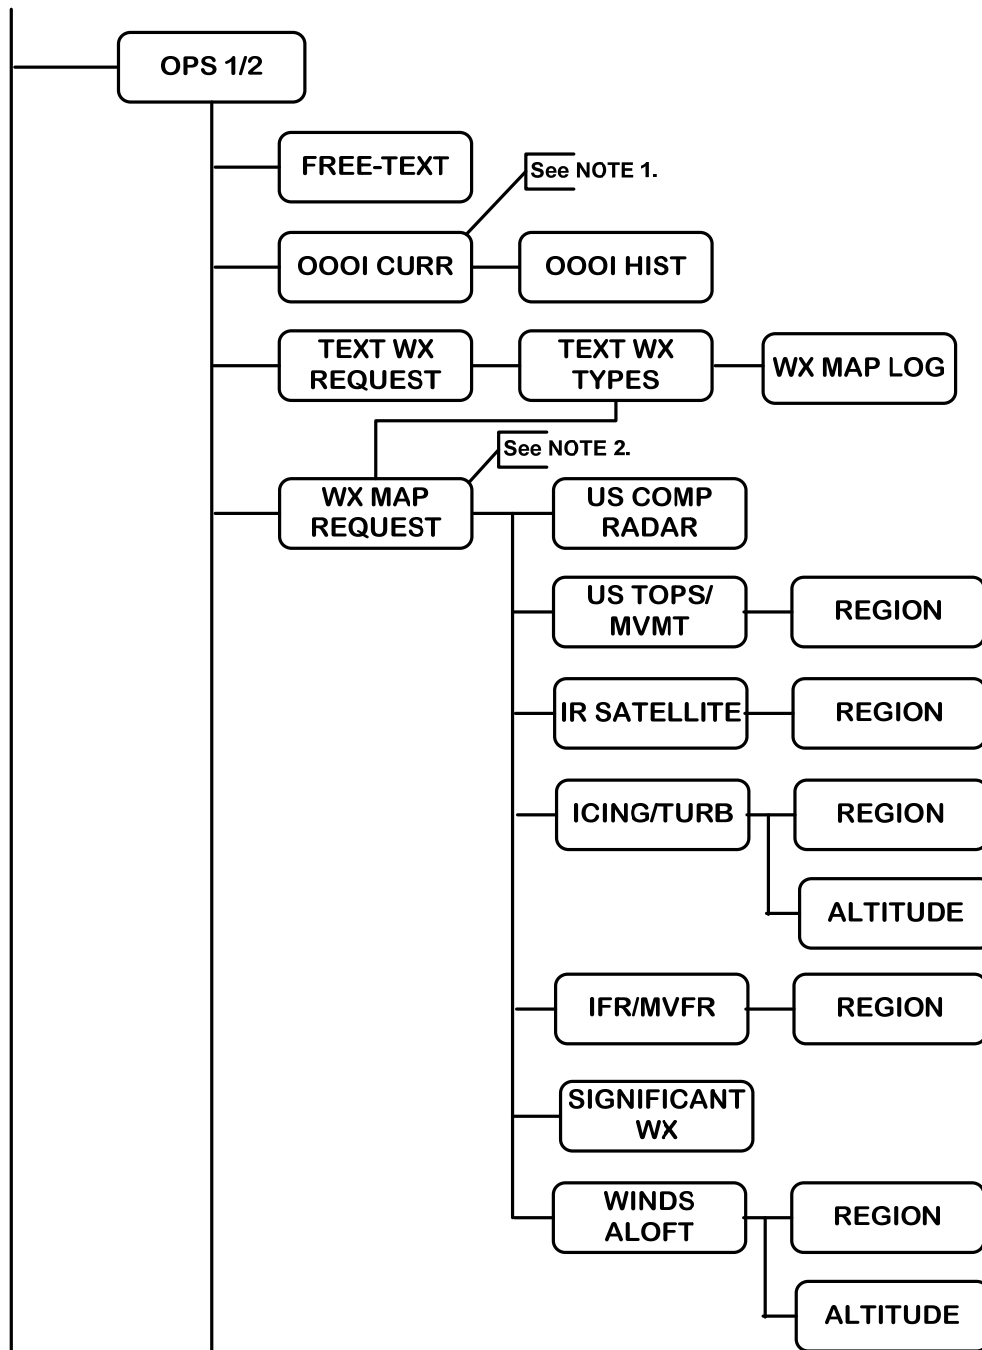 OPS 1/2
FREE-TEXT
See NOTE 1.
OOOI CURR
OOOI HIST
TEXT WX
REQUEST
TEXT WX
TYPES
WX MAP LOG
See NOTE 2.
WX MAP
REQUEST
US COMP
RADAR
US TOPS/
MVMT
REGION
IR SATELLITE
REGION
ICING/TURB
REGION
ALTITUDE
IFR/MVFR
REGION
SIGNIFICANT
WX
WINDS
ALOFT
REGION
ALTITUDE